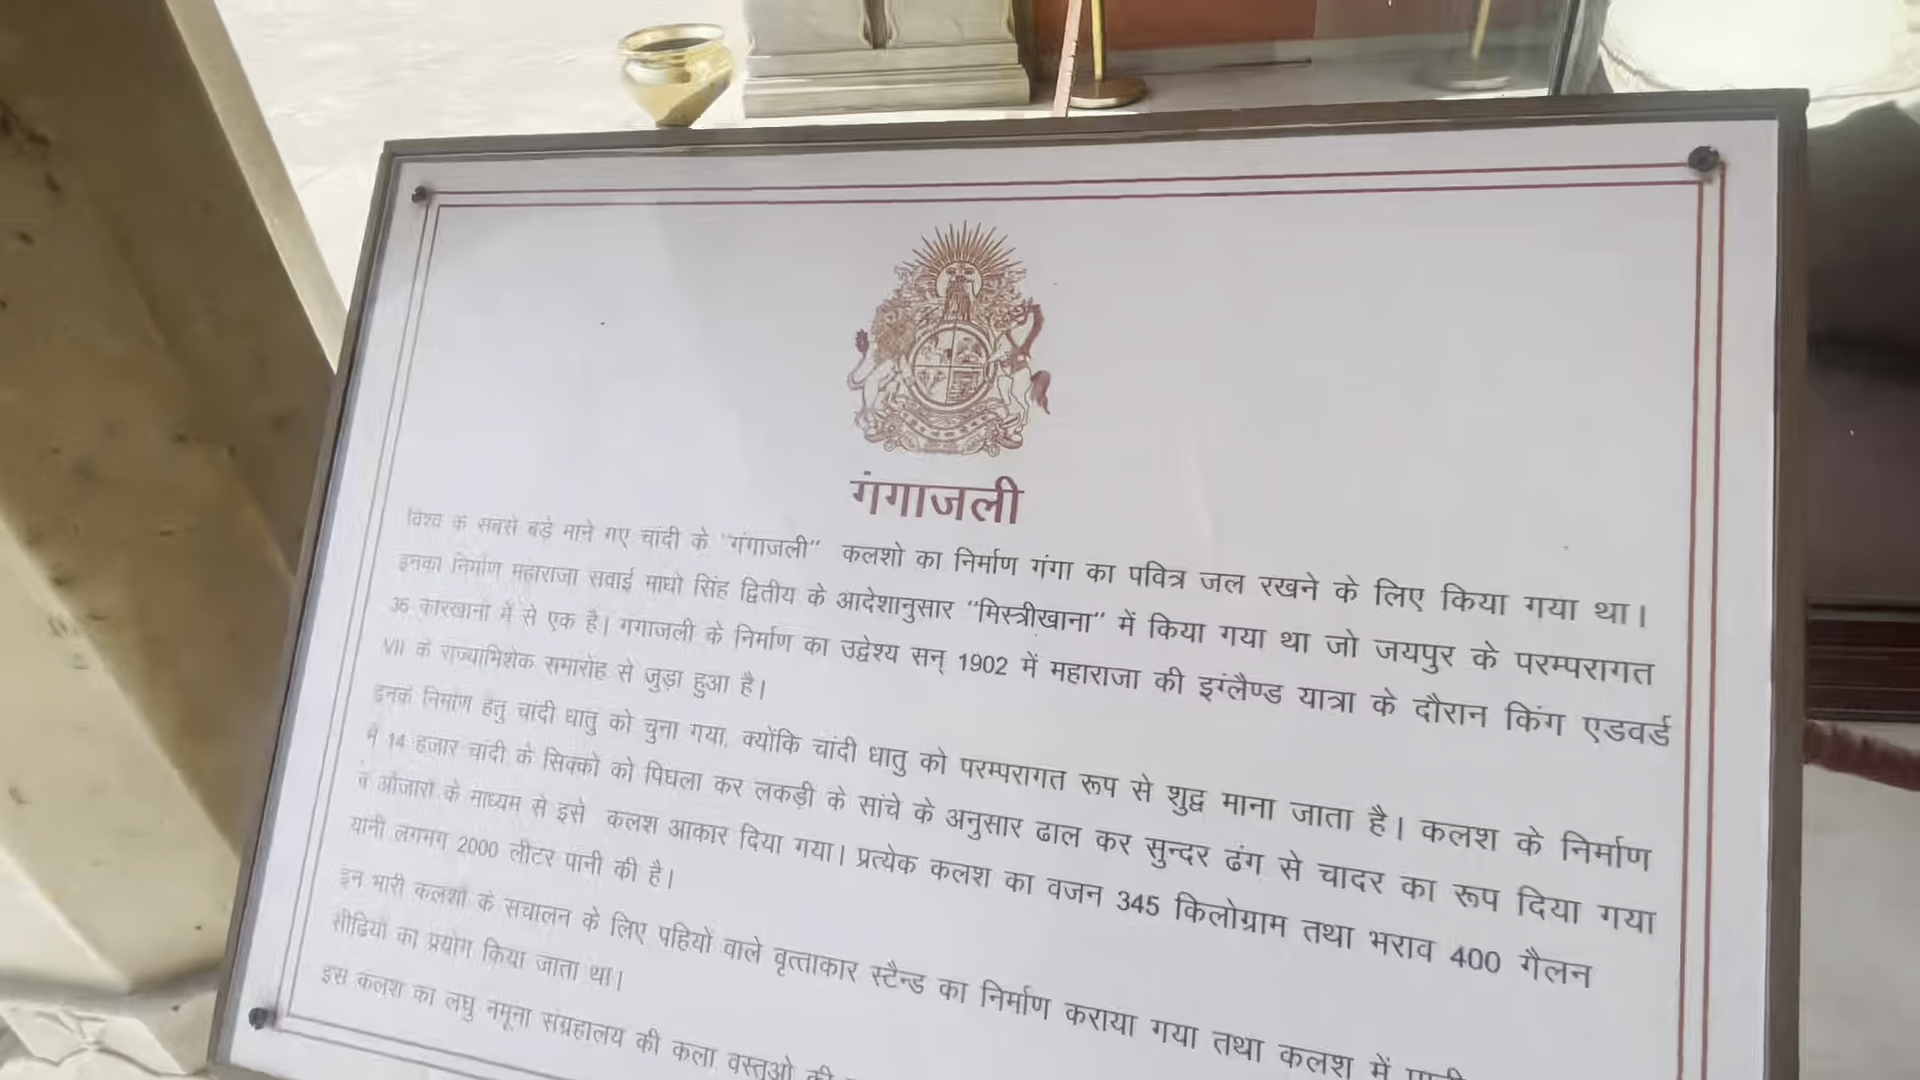 गंगाजली
विश्व के सबसे बड़े माने गए चांदी के "गंगाजली" कलशो का निर्माण गंगा का पवित्र जल रखने के लिए किया गया था।
इनका निर्माण महाराजा सवाई माधो सिंह द्वितीय के आदेशानुसार "मिस्त्रीखाना" में किया गया था जो जयपुर के परम्परागत
36 कारखानों में से एक है। गंगाजली के निर्माण का उद्वेश्य सन् 1902 में महाराजा की इग्लैण्ड यात्रा के दौरान किंग एडवर्ड
VII के राज्याभिशेक समारोह से जुड़ा हुआ है।
इनके निर्माण हेतु चांदी धातु को चुना गया, क्योंकि चांदी धातु को परम्परागत रूप से शुद्व माना जाता है। कलश के निर्माण
में 14 हजार चांदी के सिक्को को पिघला कर लकड़ी के सांचे के अनुसार ढाल कर सुन्दर ढंग से चादर का रूप दिया गया
व औजारों के माध्यम से इसे कलश आकार दिया गया। प्रत्येक कलश का वजन 345 किलोग्राम तथा भराव 400 गैलन
यानी लगभग 2000 लीटर पानी की है।
इन भारी कलशों के संचालन के लिए पहियों वाले वृत्ताकार स्टैन्ड का निर्माण कराया गया तथा कलश में
सीढियों का प्रयोग किया जाता था।
इस कलश का लघु नमूना संग्रहालय की कला वस्तुओ की